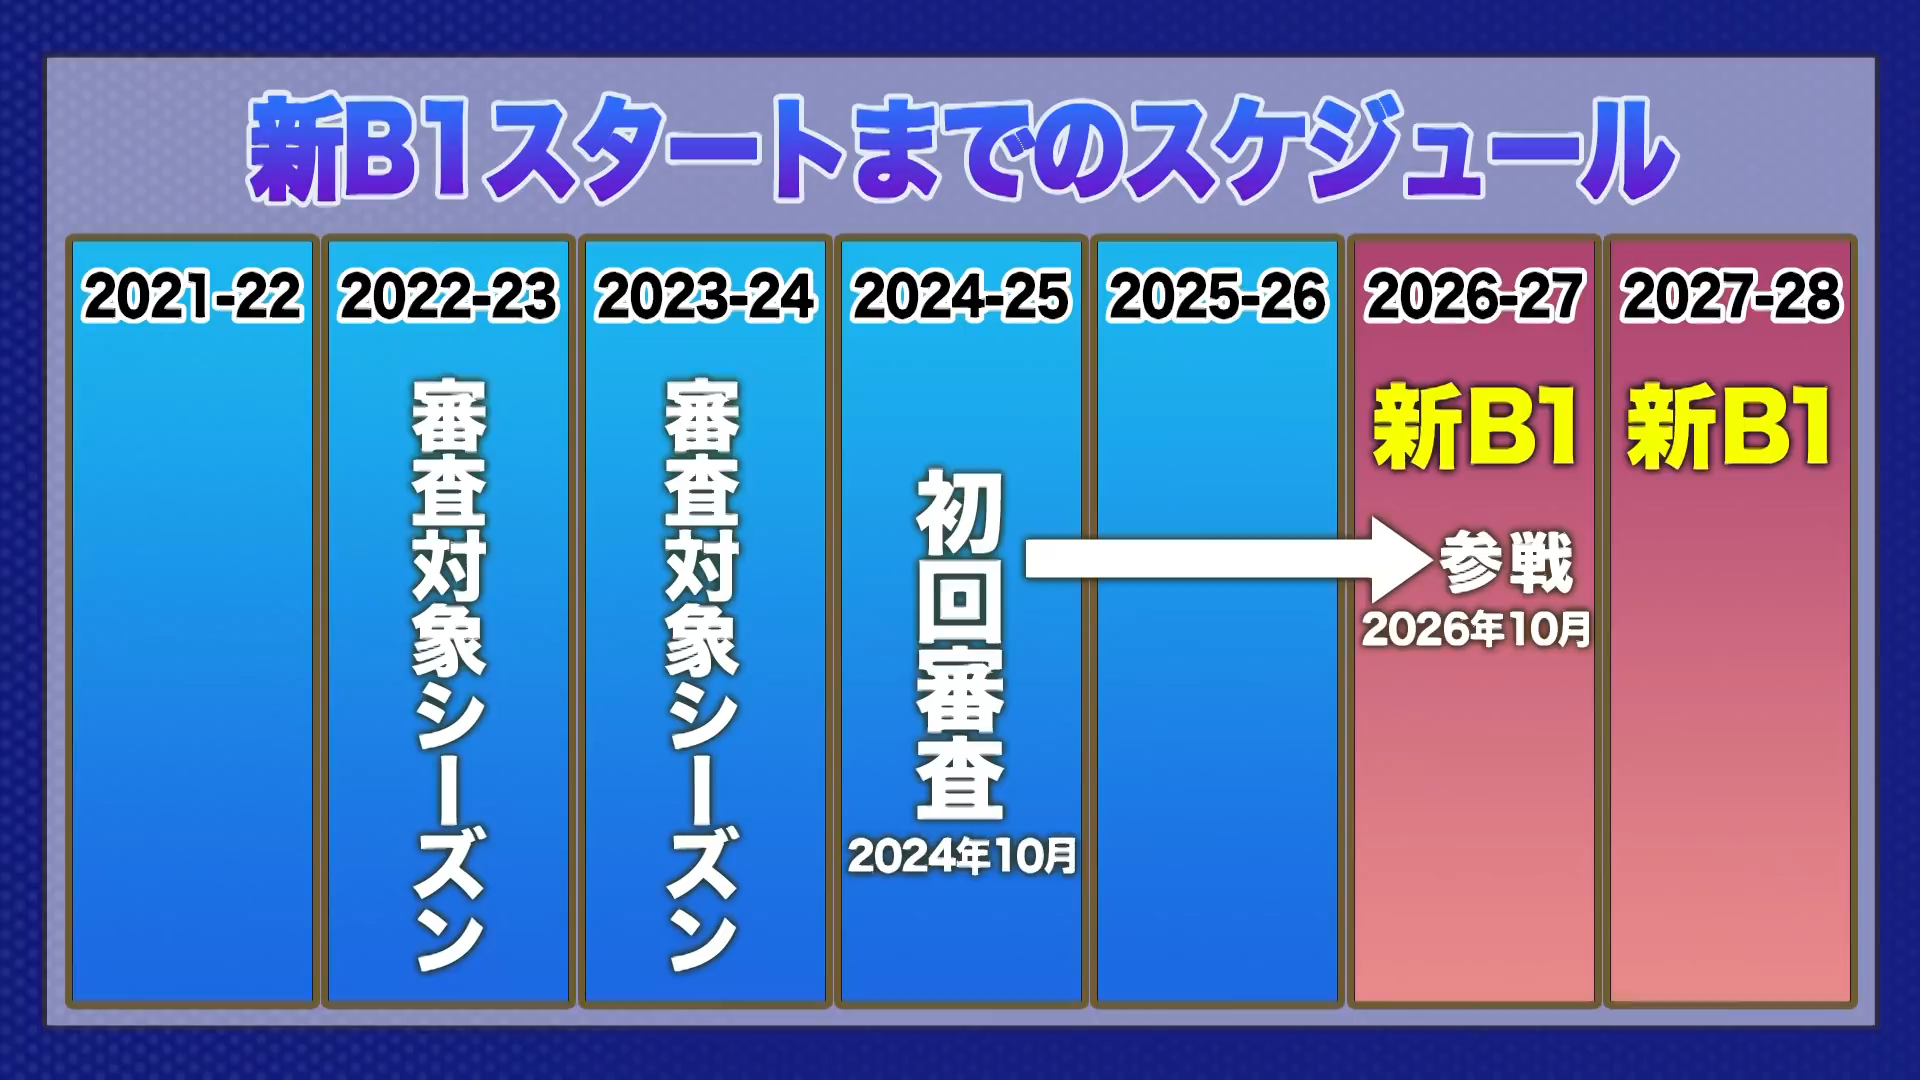 新B1スタートまでのスケジュール
2021-22
2022-23
審査対象シーズン
2023-24
審査対象シーズン
2024-25
初回審査
2024年10月
2025-26
2026-27
新B1
参戦
2026年10月
2027-28
新B1